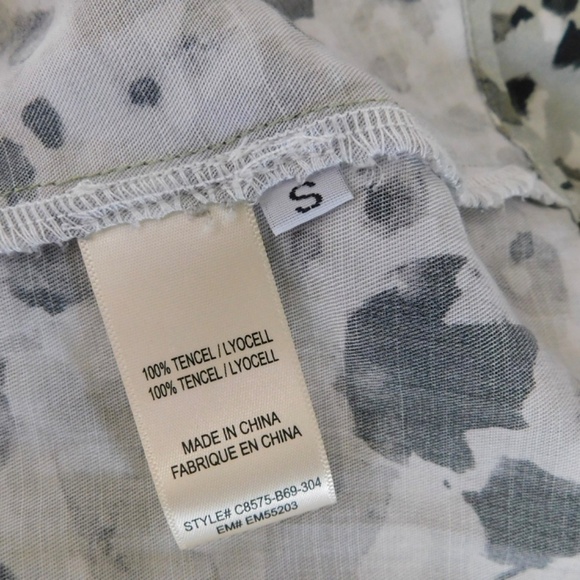 S
100% TENCEL / LYOCELL
100% TENCEL / LYOCELL
MADE IN CHINA
FABRIQUE EN CHINA
STYLE# C8575-B69-304
EM# EM55203